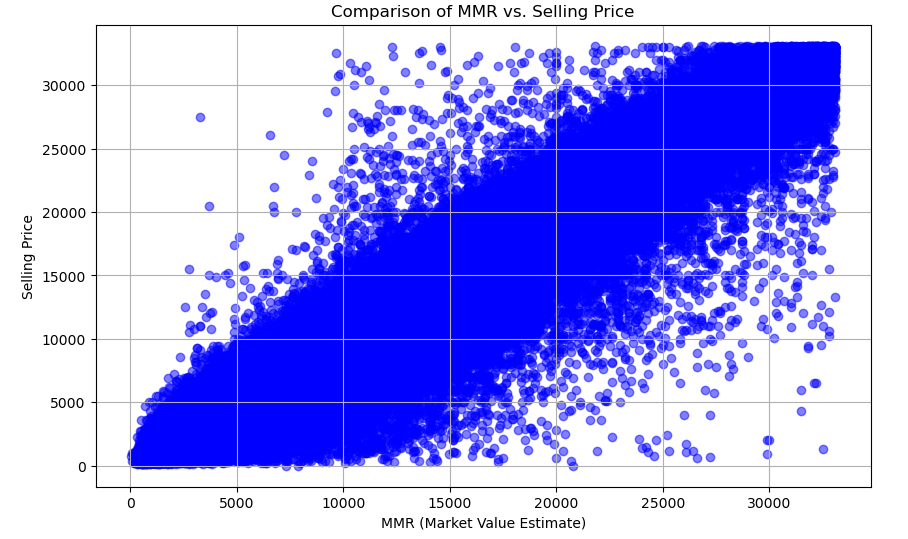 Comparison of MMR vs. Selling Price
30000
25000
20000
15000
10000
5000
0
Selling Price
0 5000 10000 15000 20000 25000 30000
MMR (Market Value Estimate)